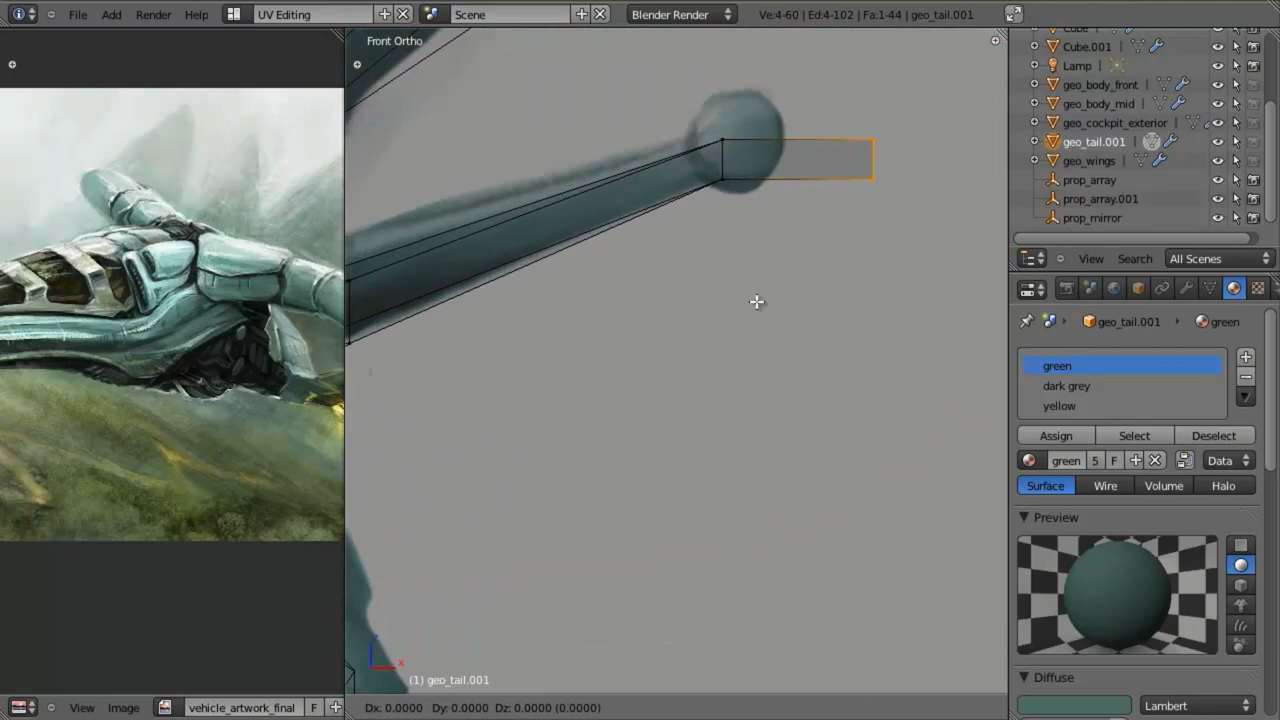 File Add Render Help UV Editing Scene Blender Render Ve:4-60 | Ed:4-102 | Fa:1-44 | geo_tail.001
Front Ortho
Cube
Cube.001
Lamp
geo_body_front
geo_body_mid
geo_cockpit_exterior
geo_tail.001
geo_wings
prop_array
prop_array.001
prop_mirror
View Search All Scenes
geo_tail.001 green
green
dark grey
yellow
Assign Select Deselect
green 5 F Data
Surface Wire Volume Halo
Preview
z
x
(1) geo_tail.001
Diffuse
View Image vehicle_artwork_final F
Dx: 0.0000 Dy: 0.0000 Dz: 0.0000 (0.0000)
Lambert